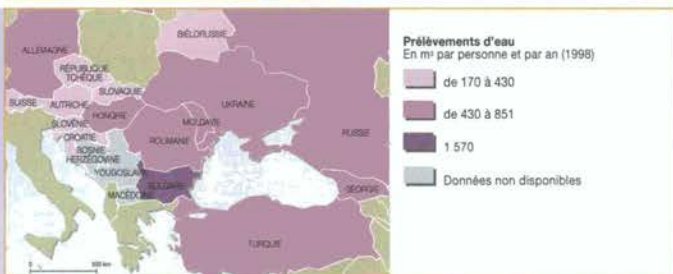 BIÉLORUSSIE
ALLEMAGNE
RÉPUBLIQUE
TCHÈQUE
SLOVAQUIE
UKRAINE
SUISSE
AUTRICHE
HONGRIE
MOLDAVIE
SLOVÉNIE
CROATIE
ROUMANIE
RUSSIE
BOSNIE
HERZÉGOVINE
YOUGOSLAVIE
BULGARIE
GÉORGIE
MACÉDOINE
TURQUIE
0 500 km
Prélèvements d'eau
En m³ par personne et par an (1998)
de 170 à 430
de 430 à 851
1 570
Données non disponibles